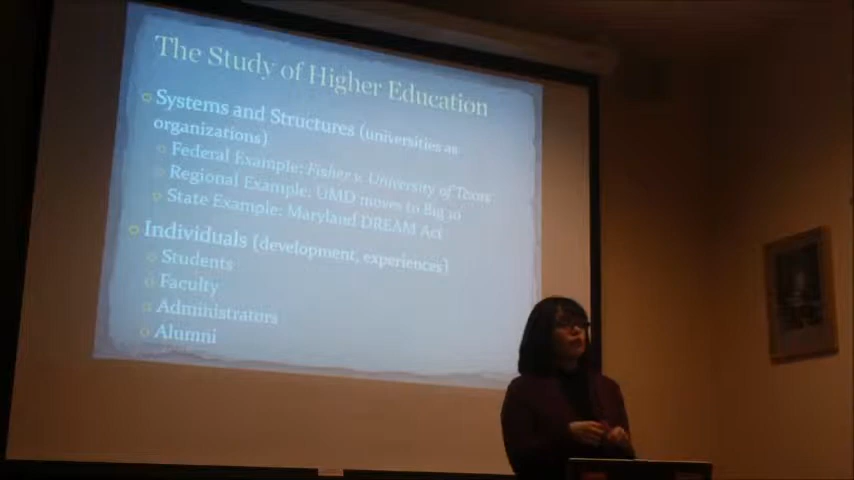 The Study of Higher Education
Systems and Structures (universities as
organizations)
Federal Example: Fisher v. University of Texas
Regional Example: UMD moves to Big 10
State Example: Maryland DREAM Act
Individuals (development, experiences)
Students
Faculty
Administrators
Alumni